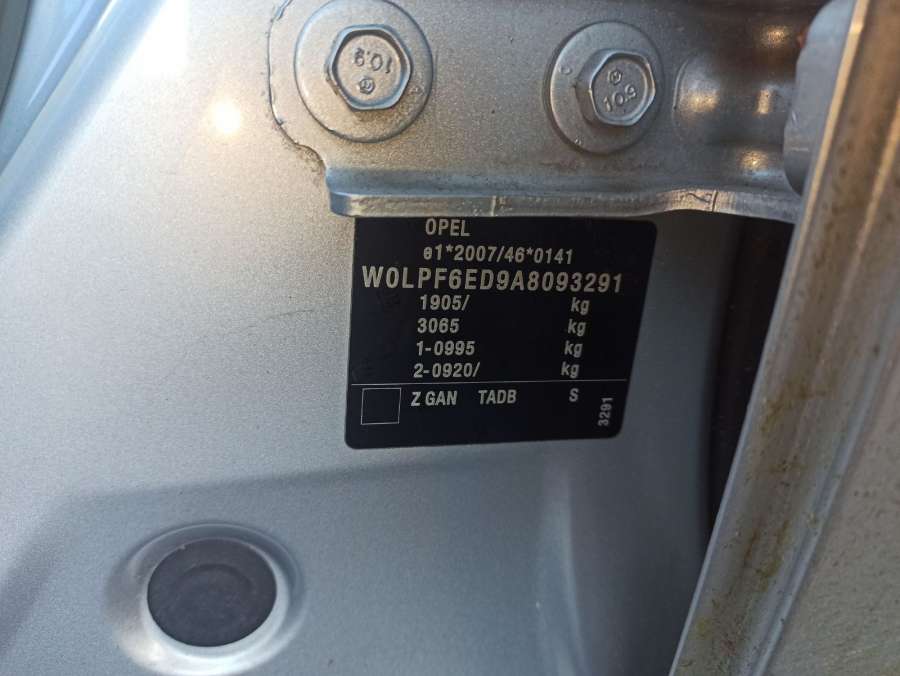 10.9
10.9
OPEL
e1*2007/46*0141
W0LPF6ED9A8093291
1905/ kg
3065 kg
1-0995 kg
2-0920/ kg
Z GAN TADB S
3291